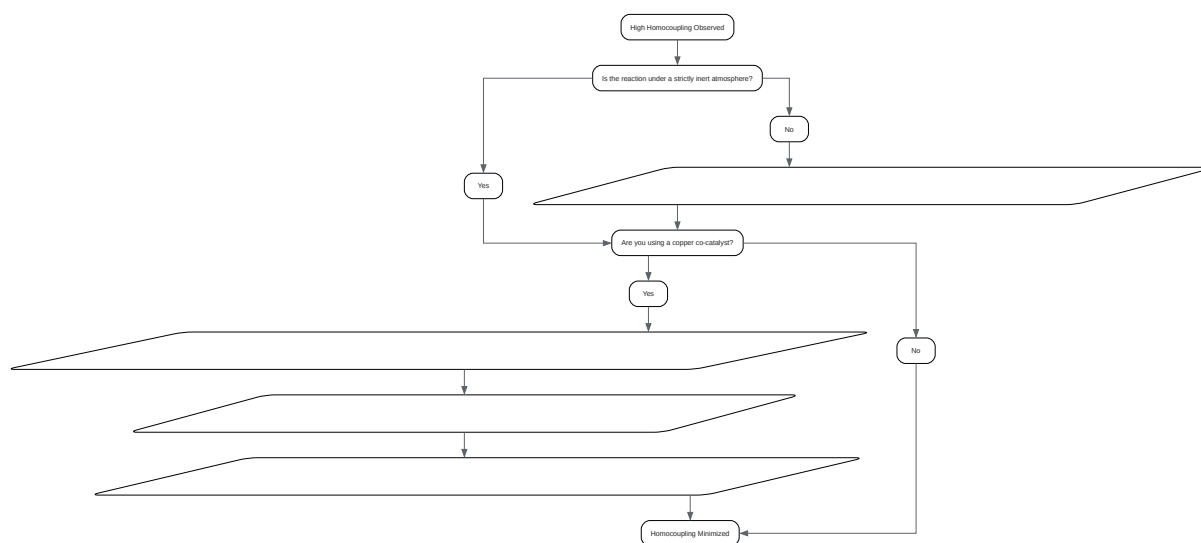 High Homocoupling Observed
Is the reaction under a strictly inert atmosphere?
No
Yes
Are you using a copper co-catalyst?
Yes
No
Homocoupling Minimized